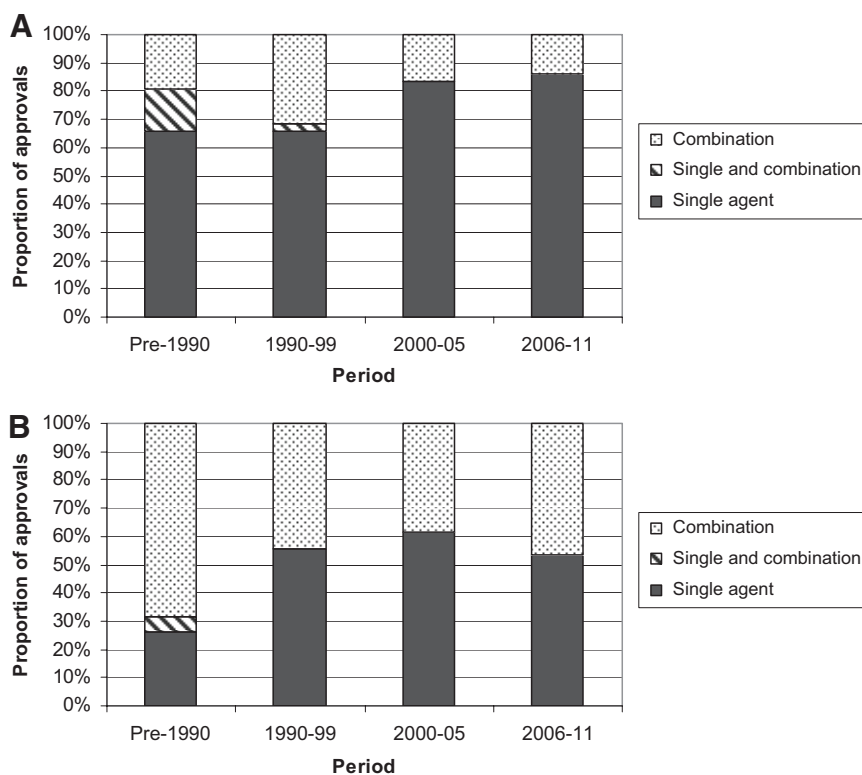 A
Proportion of approvals
100%
90%
80%
70%
60%
50%
40%
30%
20%
10%
0%
Pre-1990 1990-99 2000-05 2006-11
Period
Combination
Single and combination
Single agent
B
Proportion of approvals
100%
90%
80%
70%
60%
50%
40%
30%
20%
10%
0%
Pre-1990 1990-99 2000-05 2006-11
Period
Combination
Single and combination
Single agent